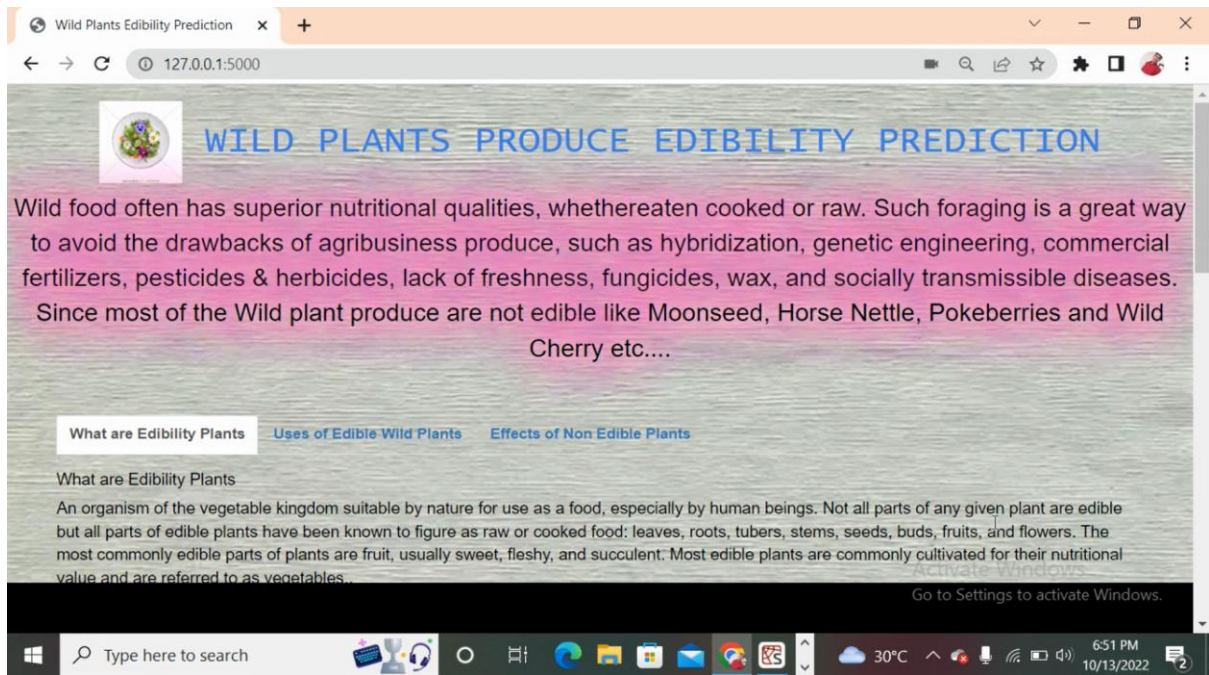 Wild Plants Edibility Prediction
127.0.0.1:5000
WILD PLANTS PRODUCE EDIBILITY PREDICTION
Wild food often has superior nutritional qualities, whethereaten cooked or raw. Such foraging is a great way
to avoid the drawbacks of agribusiness produce, such as hybridization, genetic engineering, commercial
fertilizers, pesticides & herbicides, lack of freshness, fungicides, wax, and socially transmissible diseases.
Since most of the Wild plant produce are not edible like Moonseed, Horse Nettle, Pokeberries and Wild
Cherry etc....
What are Edibility Plants Uses of Edible Wild Plants Effects of Non Edible Plants
What are Edibility Plants
An organism of the vegetable kingdom suitable by nature for use as a food, especially by human beings. Not all parts of any given plant are edible
but all parts of edible plants have been known to figure as raw or cooked food: leaves, roots, tubers, stems, seeds, buds, fruits, and flowers. The
most commonly edible parts of plants are fruit, usually sweet, fleshy, and succulent. Most edible plants are commonly cultivated for their nutritional
value and are referred to as vegetables..
Activate Windows
Go to Settings to activate Windows.
Type here to search
30°C
6:51 PM
10/13/2022
2